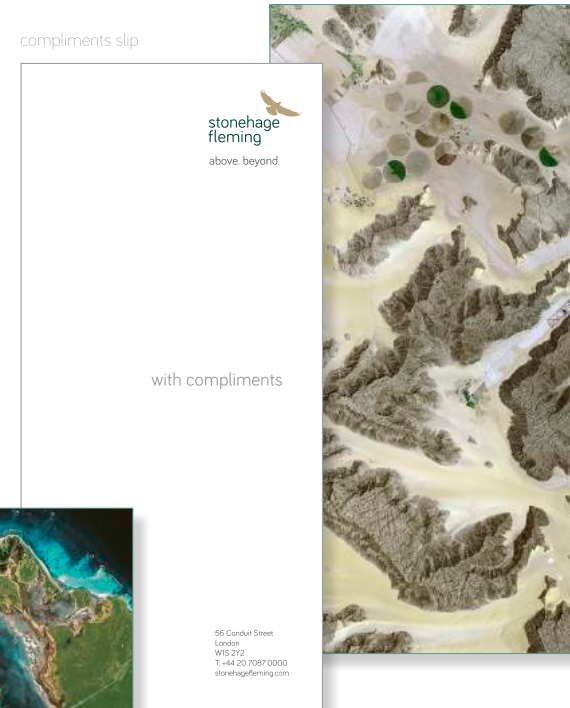 compliments slip
stonehage
fleming
above. beyond.
with compliments
56 Conduit Street
London
W1S 2Y2
T: +44 20 7087 0000
stonehagefleming.com